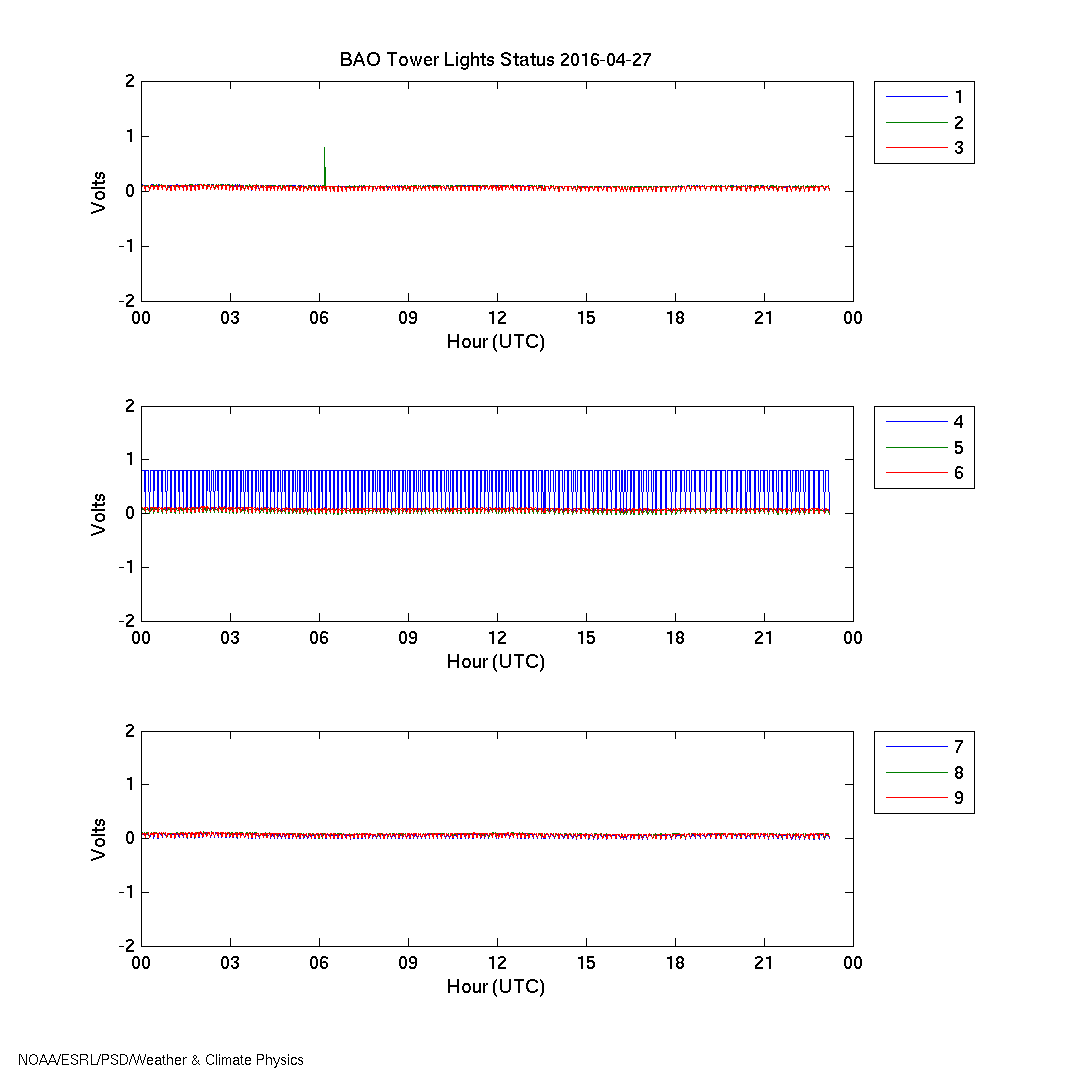 BAO Tower Lights Status 2016-04-27
2
1
0
-1
-2
Volts
00 03 06 09 12 15 18 21 00
Hour (UTC)
1
2
3
2
1
0
-1
-2
Volts
00 03 06 09 12 15 18 21 00
Hour (UTC)
4
5
6
2
1
0
-1
-2
Volts
00 03 06 09 12 15 18 21 00
Hour (UTC)
7
8
9
NOAA/ESRL/PSD/Weather & Climate Physics